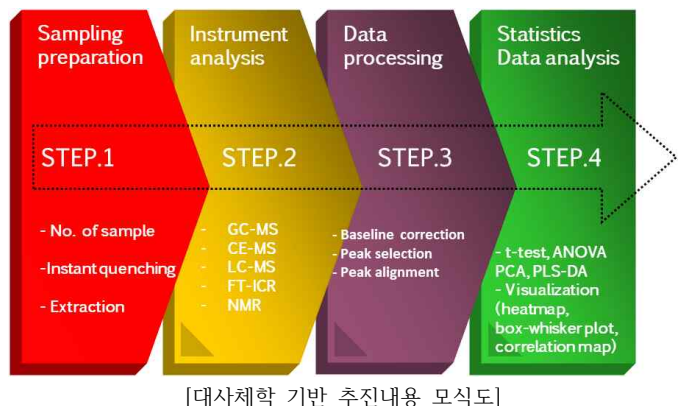 Sampling
preparation
STEP.1
- No. of sample
-Instant quenching
- Extraction
Instrument
analysis
STEP.2
- GC-MS
- CE-MS
- LC-MS
- FT-ICR
- NMR
Data
processing
STEP.3
- Baseline correction
- Peak selection
- Peak alignment
Statistics
Data analysis
STEP.4
- t-test, ANOVA
PCA, PLS-DA
- Visualization
(heatmap,
box-whisker plot,
correlation map)
[대사체학 기반 추진내용 모식도]